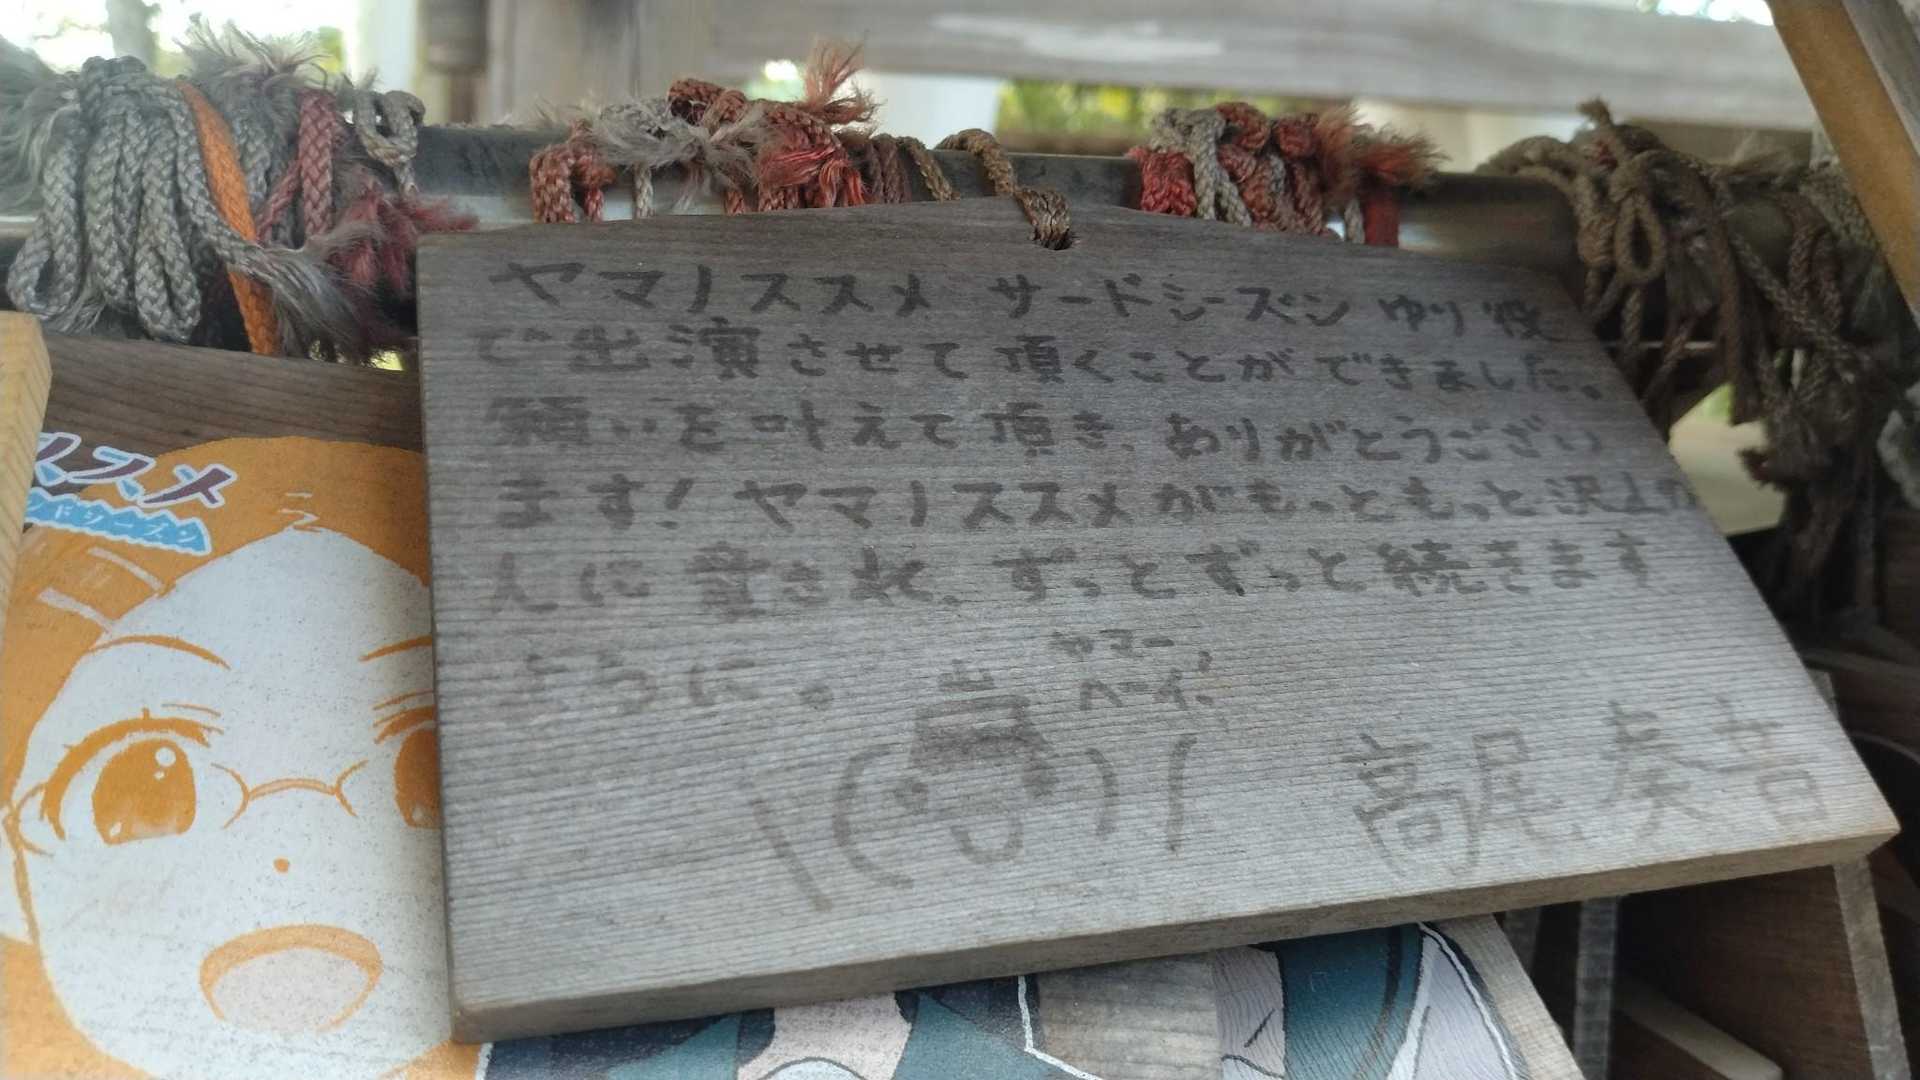 ヤマノススメ サードシーズン ゆり役
で出演させて頂くことができました。
願いを叶えて頂き、ありがとうござい
ます！ヤマノススメがもっともっと沢山の
人に愛されて、ずっとずっと続きます
ように。
ヤマー、
ヘーイ！
山
高尾奏音
ススメ
ンドシーズン